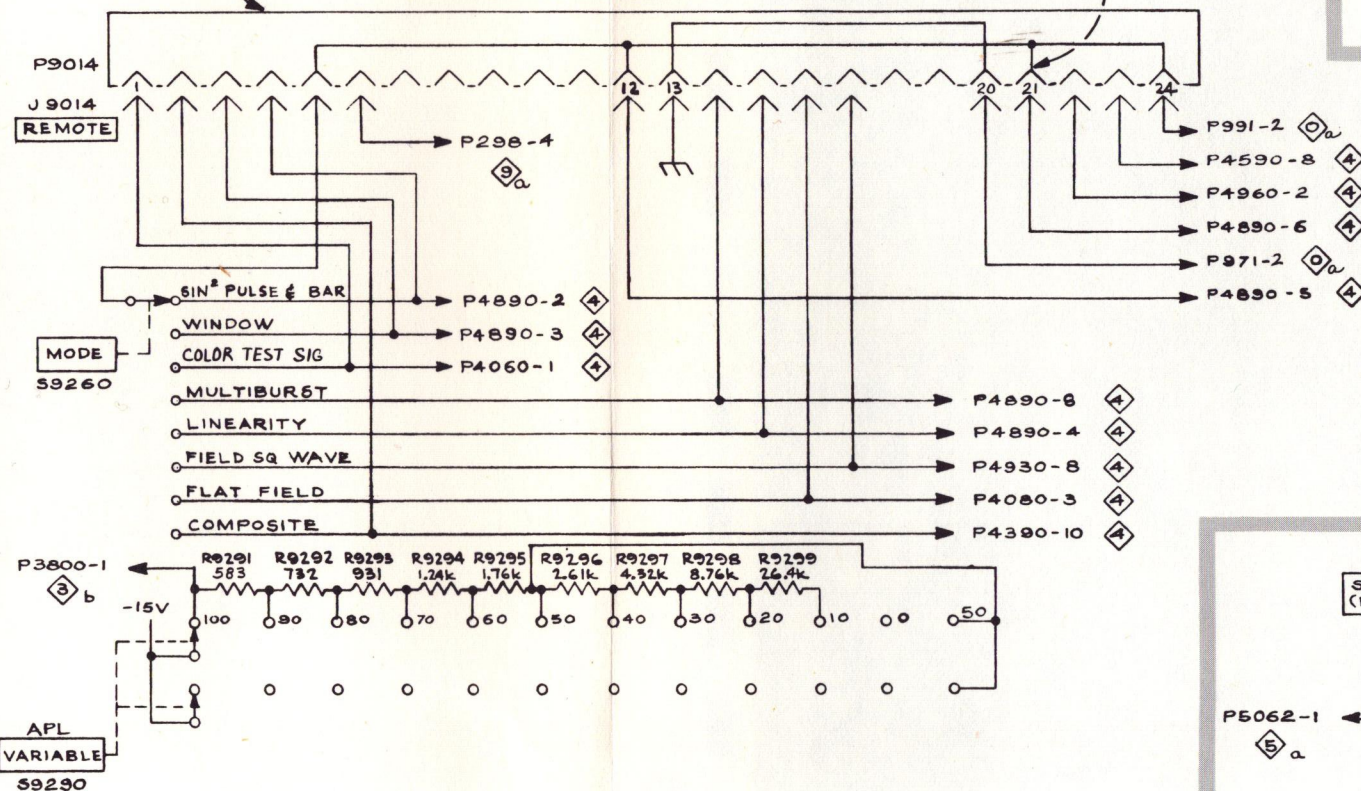 P9014
1
12
13
20
21
24
J9014
REMOTE
P298-4
9 a
P991-2 0 a
P4590-8 4
P4960-2 4
P4890-6 4
P971-2 0 a
P4890-5 4
SIN² PULSE & BAR
P4890-2 4
WINDOW
P4890-3 4
COLOR TEST SIG
P4060-1 4
MODE
S9260
MULTIBURST
P4890-8 4
LINEARITY
P4890-4 4
FIELD SQ WAVE
P4930-8 4
FLAT FIELD
P4080-3 4
COMPOSITE
P4390-10 4
P3800-1
3 b
R9291 R9292 R9293 R9294 R9295 R9296 R9297 R9298 R9299
583 732 931 1.24k 1.76k 2.61k 4.32k 8.76k 26.4k
-15V
100 90 80 70 60 50 40 30 20 10 0 50
APL
VARIABLE
S9290
P5062-1
5 a